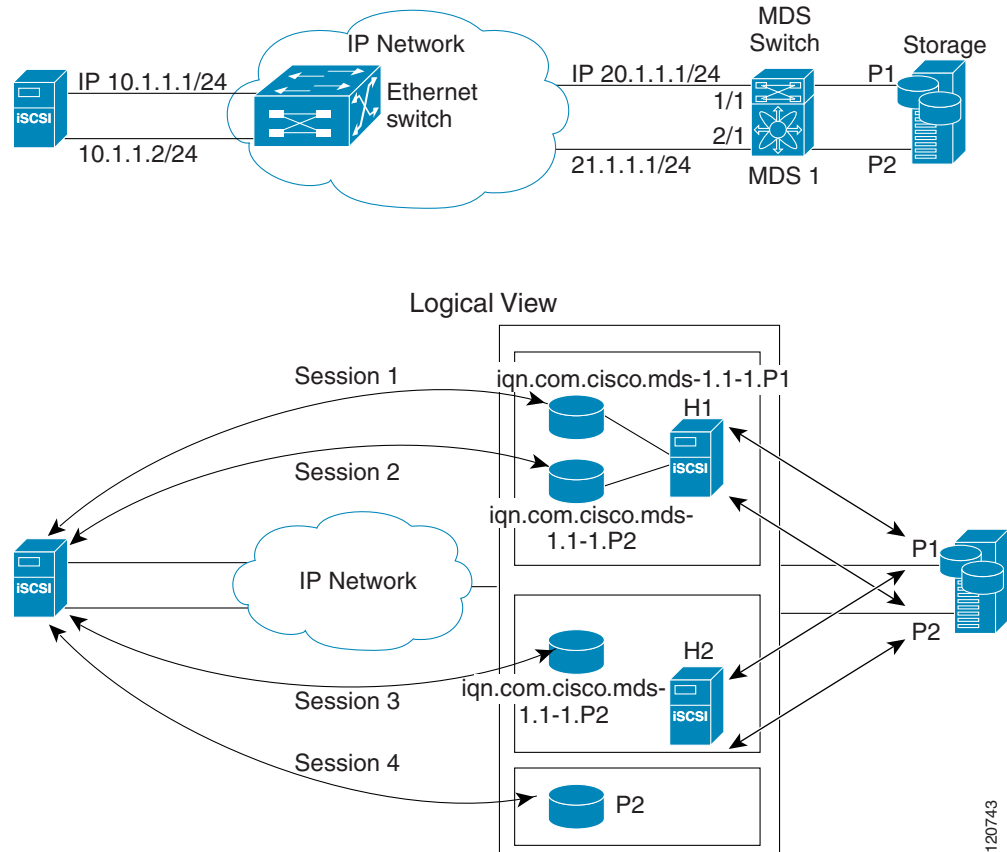 MDS
Switch
Storage
IP Network
IP 10.1.1.1/24
IP 20.1.1.1/24
P1
Ethernet
switch
1/1
iSCSI
2/1
10.1.1.2/24
21.1.1.1/24
MDS 1
P2
Logical View
Session 1
iqn.com.cisco.mds-1.1-1.P1
H1
Session 2
iSCSI
iqn.com.cisco.mds-
1.1-1.P2
P1
IP Network
iSCSI
P2
H2
Session 3
iqn.com.cisco.mds-
1.1-1.P2
iSCSI
Session 4
P2
120743